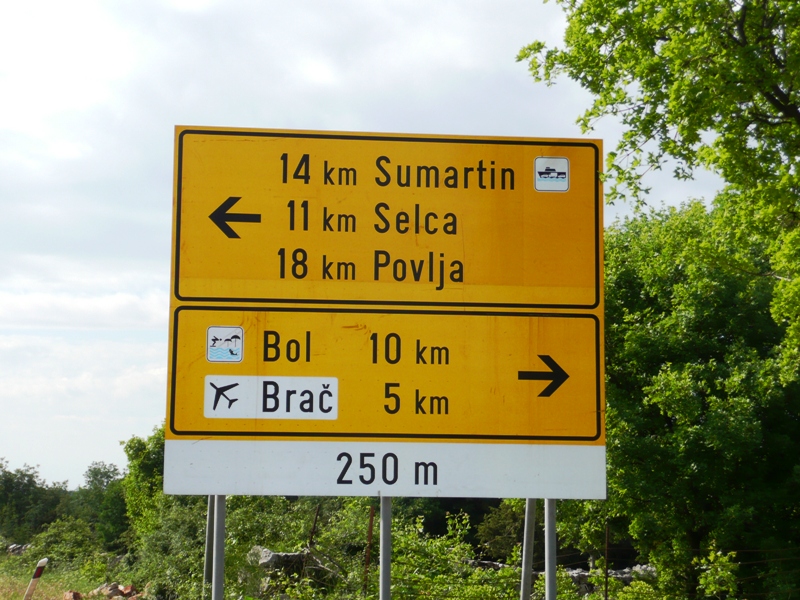 14 km Sumartin
11 km Selca
18 km Povlja
Bol 10 km
Brač 5 km
250 m